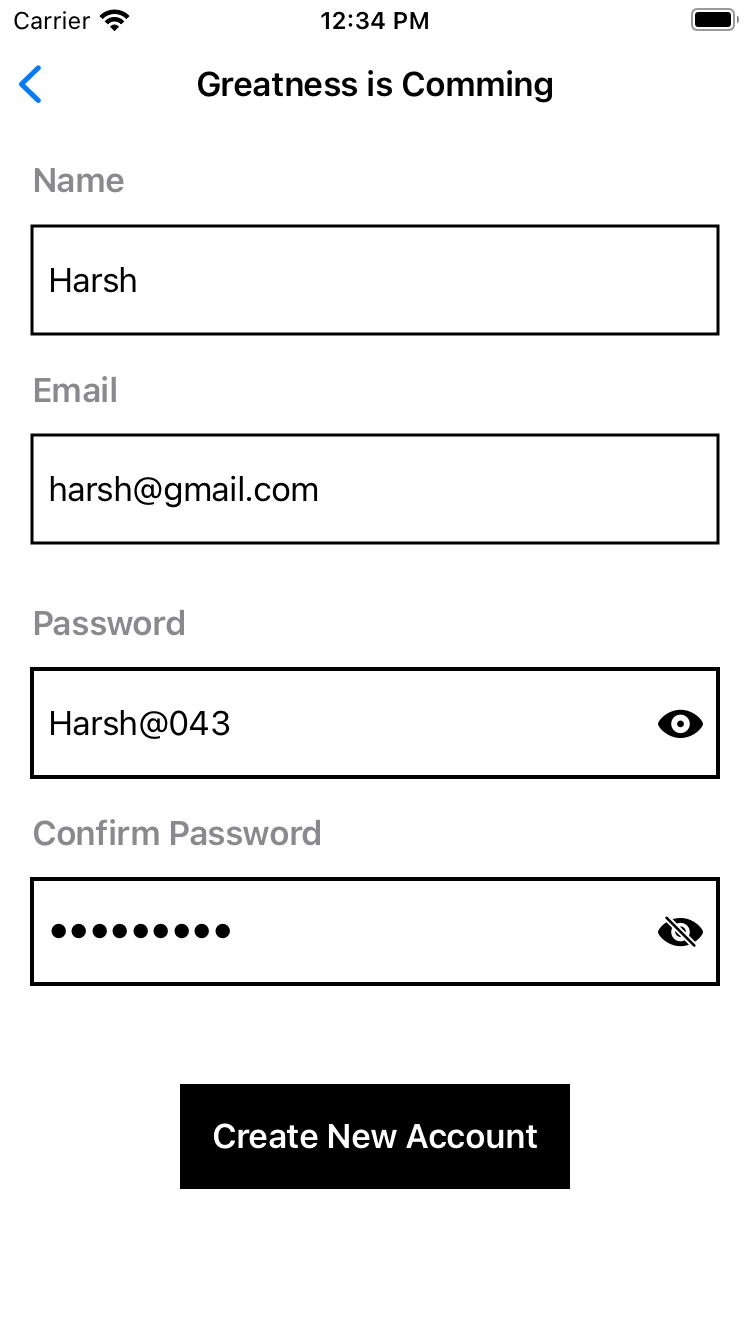 Carrier 12:34 PM
Greatness is Comming
Name
Harsh
Email
harsh@gmail.com
Password
Harsh@043
Confirm Password
•••••••••
Create New Account